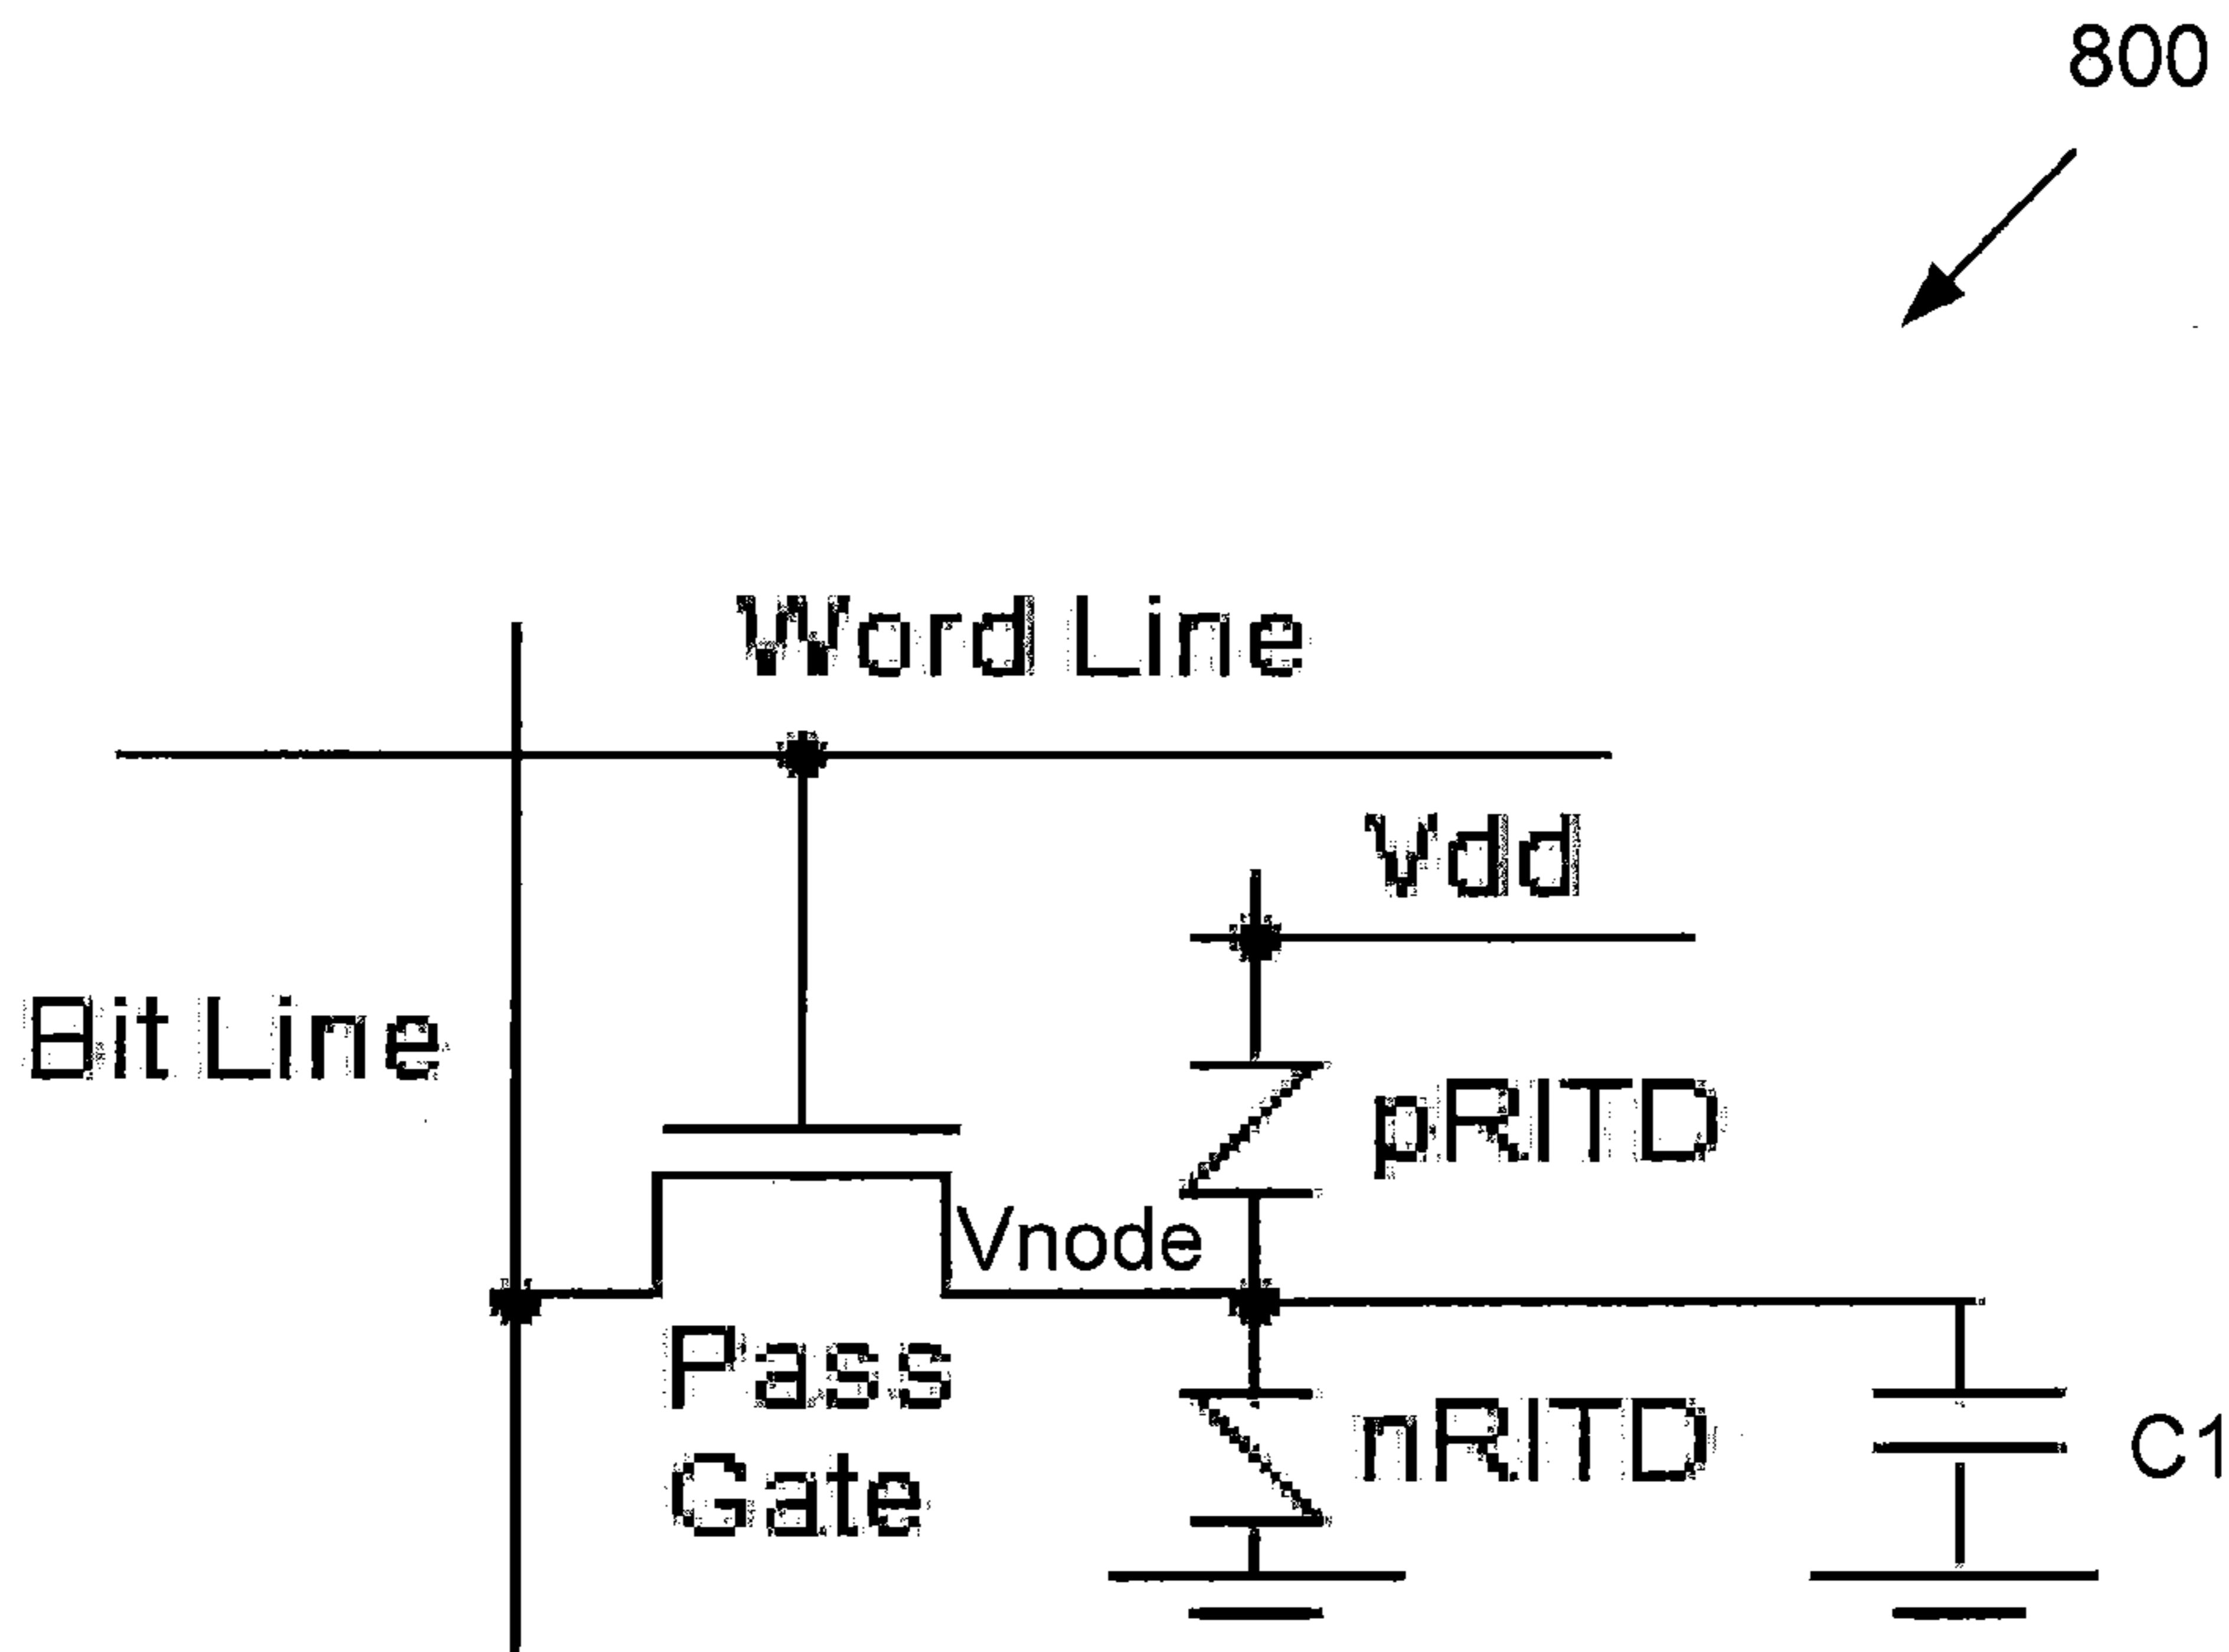 800
Word Line
Vdd
Bit Line
pRITD
Vnode
Pass
Gate
nRITD
C1